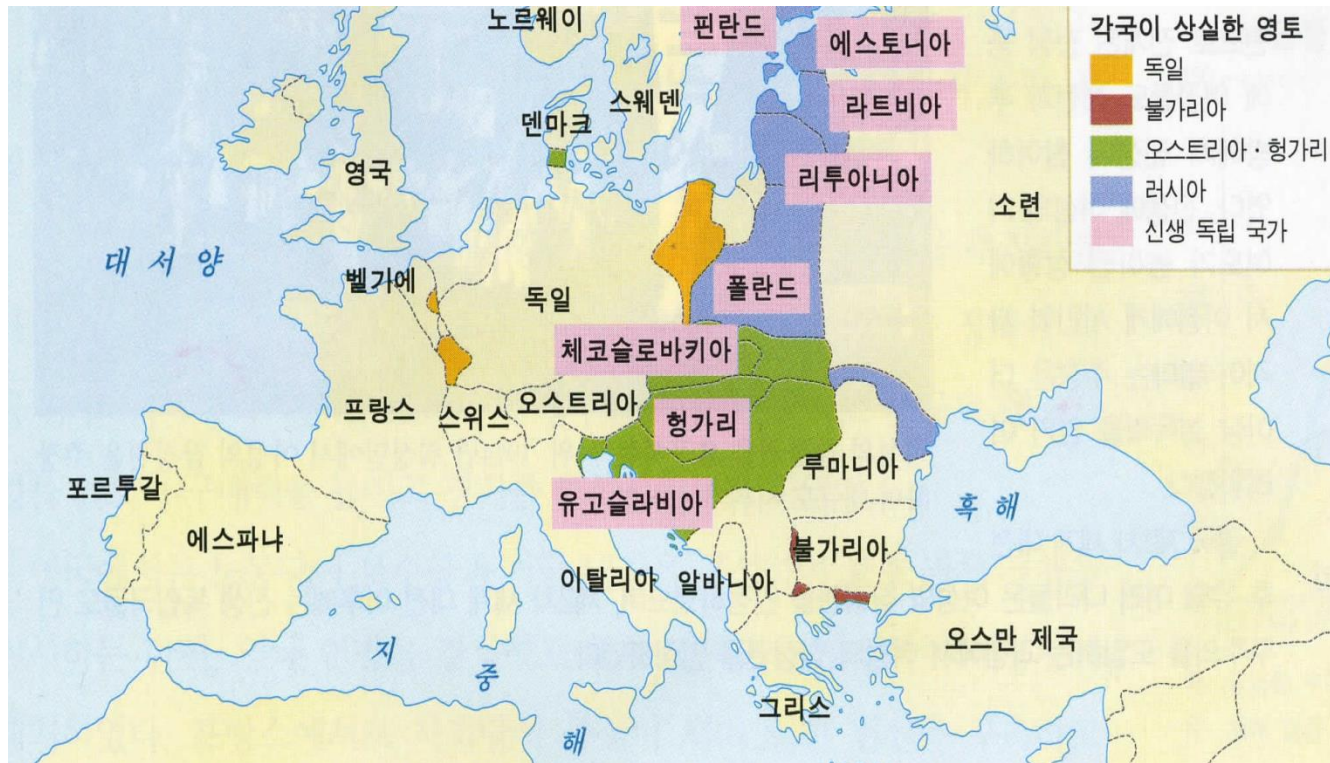 노르웨이
핀란드
에스토니아
스웨덴
라트비아
덴마크
영국
리투아니아
소련
대서양
벨기에
독일
폴란드
체코슬로바키아
프랑스
스위스
오스트리아
헝가리
루마니아
포르투갈
유고슬라비아
흑해
에스파냐
불가리아
이탈리아
알바니아
오스만 제국
지중해
그리스
각국이 상실한 영토
독일
불가리아
오스트리아·헝가리
러시아
신생 독립 국가